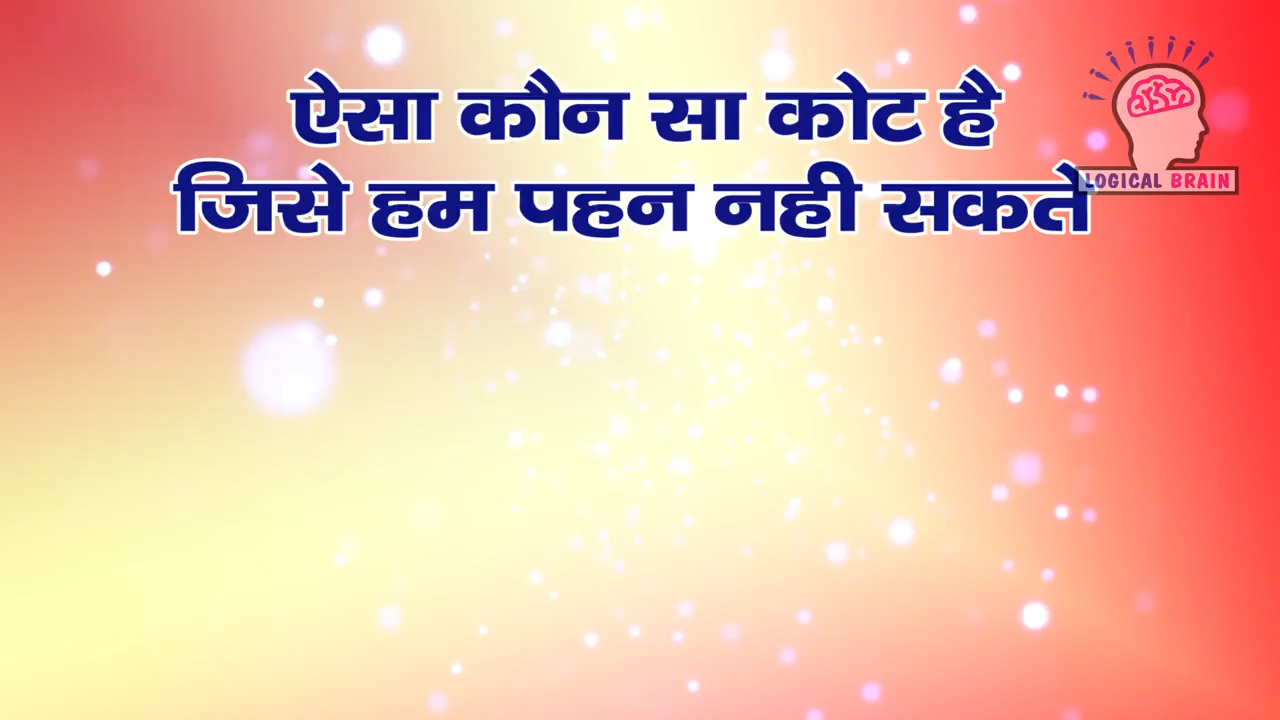 ऐसा कौन सा कोट है
जिसे हम पहन नही सकते
LOGICAL BRAIN